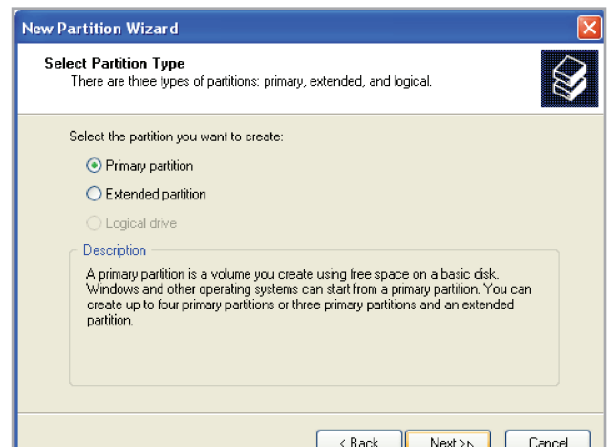 New Partition Wizard
Select Partition Type
There are three types of partitions: primary, extended, and logical.
Select the partition you want to create:
Primary partition
Extended partition
Logical drive
Description
A primary partition is a volume you create using free space on a basic disk.
Windows and other operating systems can start from a primary partition. You can
create up to four primary partitions or three primary partitions and an extended
partition.
< Back Next > Cancel